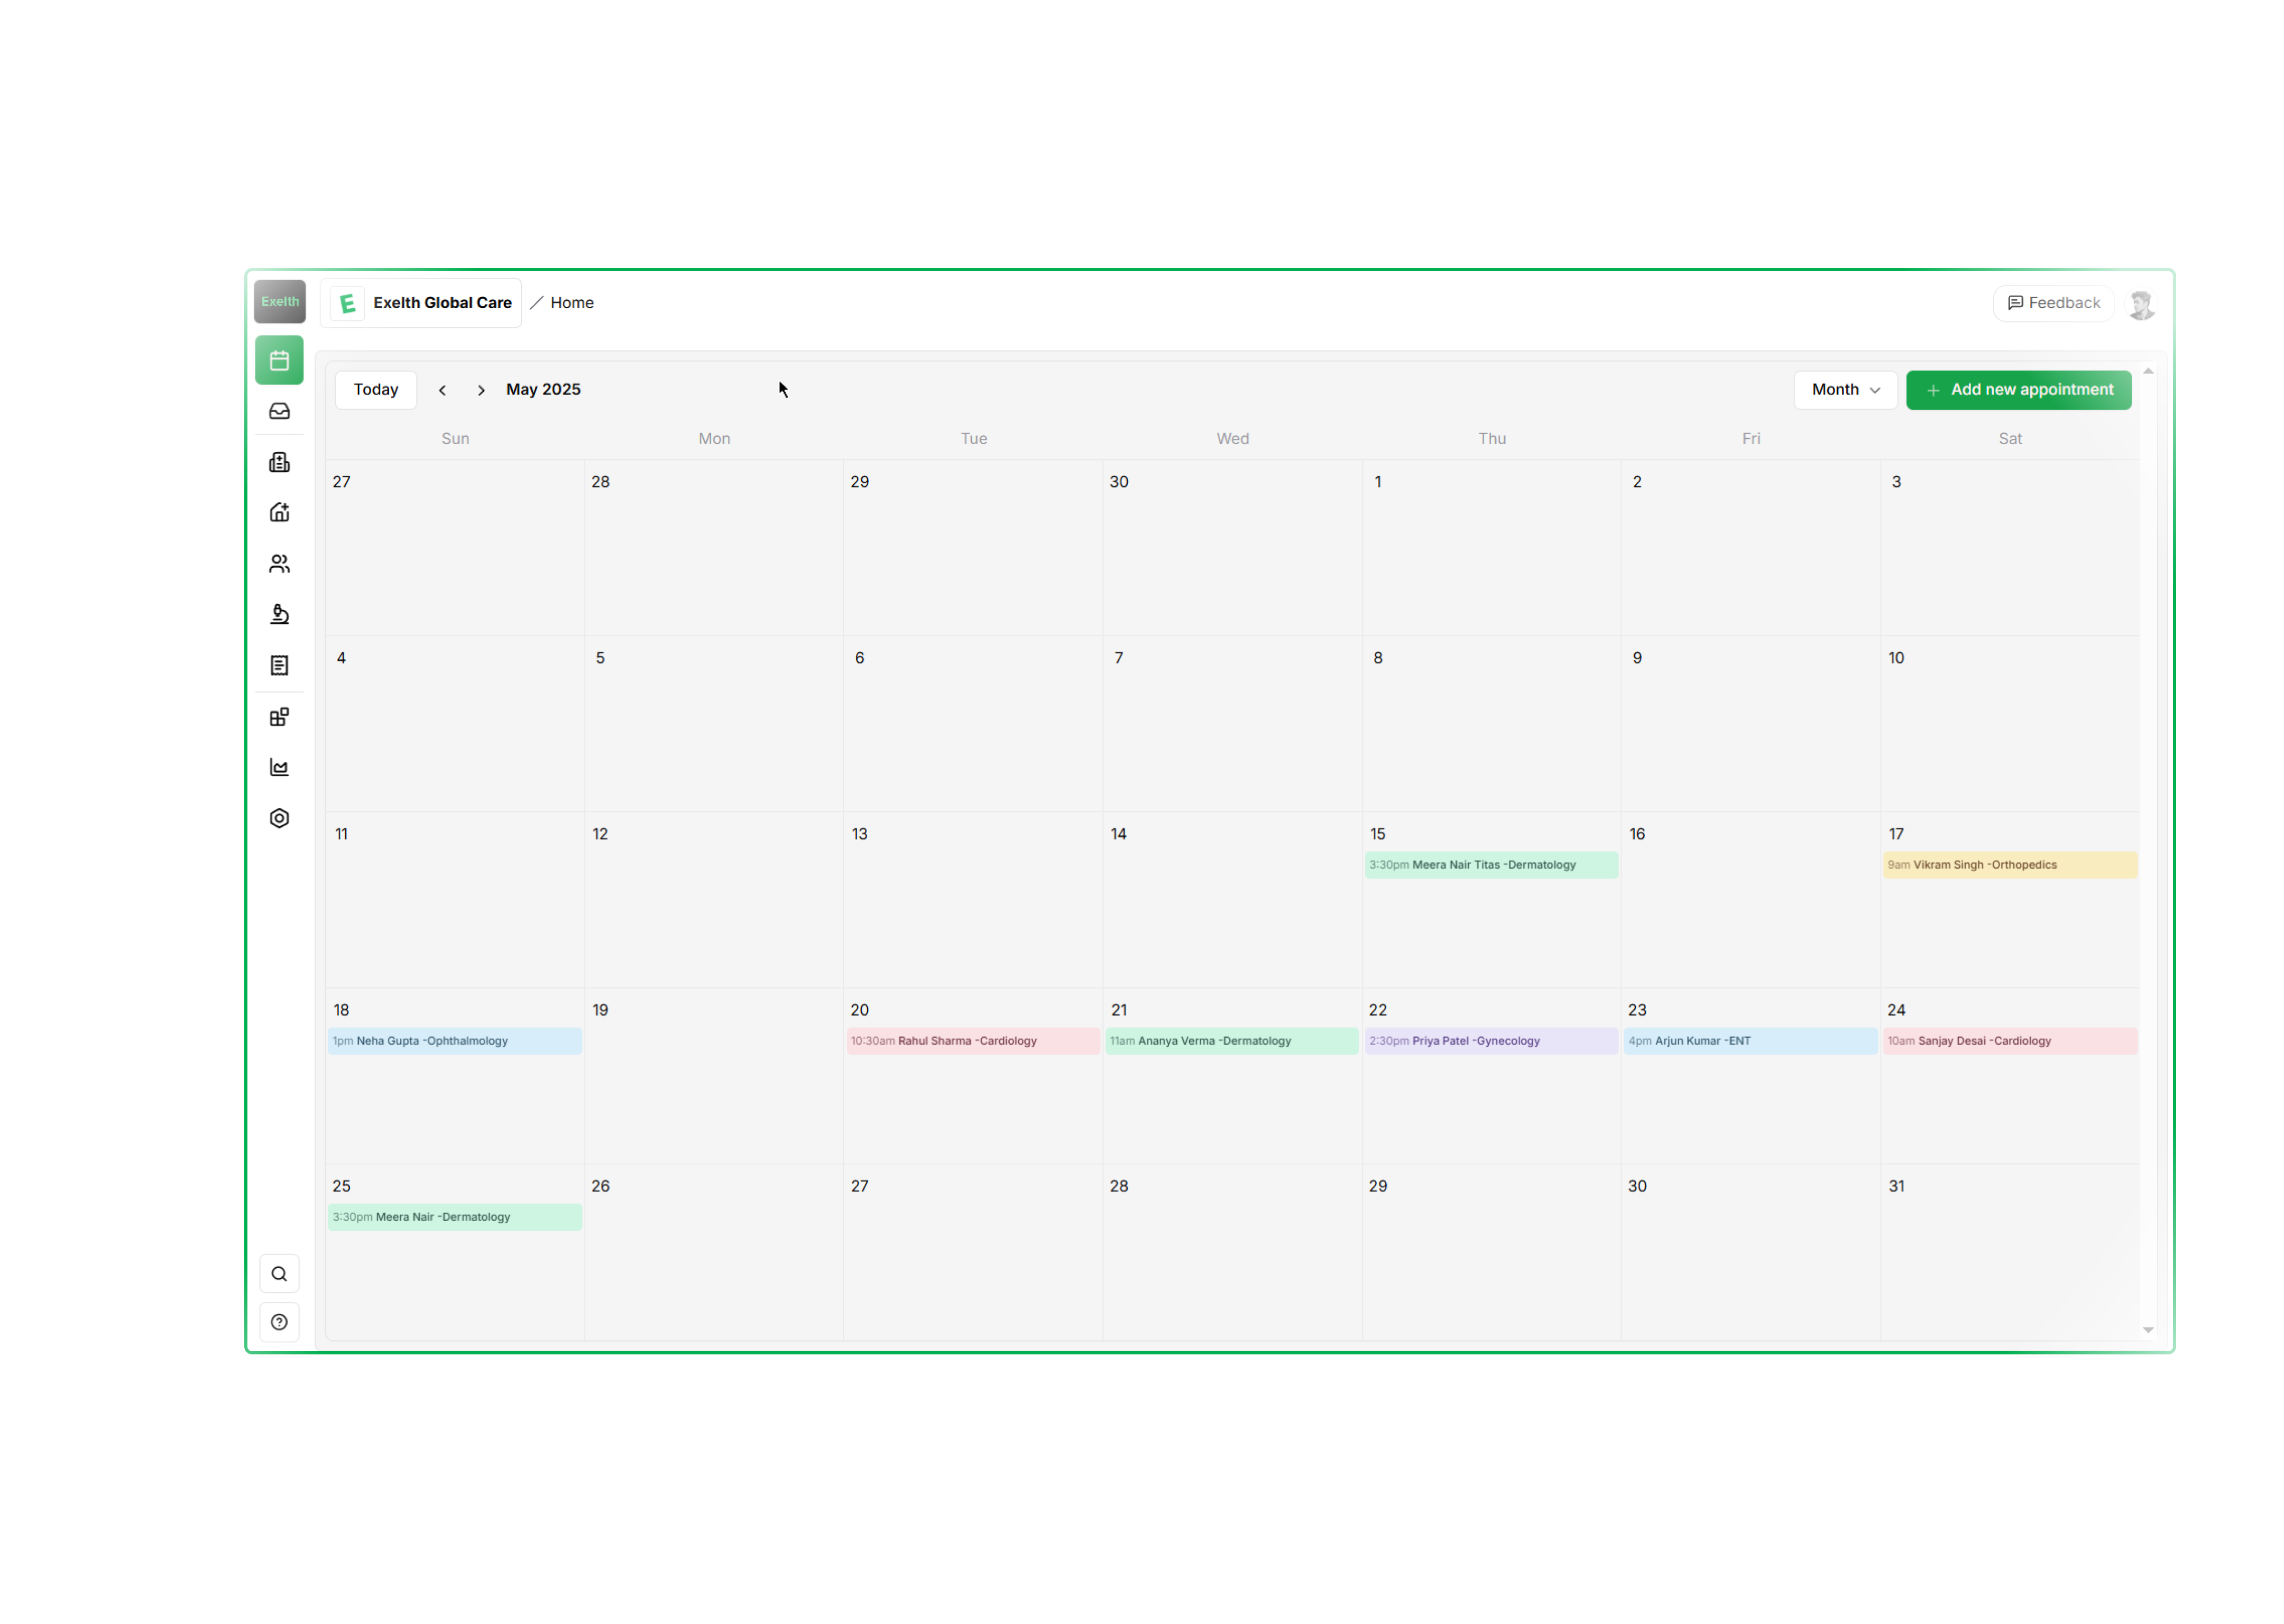 Exelth
E Exelth Global Care / Home
Feedback
Today
May 2025
Month
+ Add new appointment
Sun Mon Tue Wed Thu Fri Sat
27 28 29 30 1 2 3
4 5 6 7 8 9 10
11 12 13 14 15 16 17
3:30pm Meera Nair Titas -Dermatology
9am Vikram Singh -Orthopedics
18 19 20 21 22 23 24
1pm Neha Gupta -Ophthalmology
10:30am Rahul Sharma -Cardiology
11am Ananya Verma -Dermatology
2:30pm Priya Patel -Gynecology
4pm Arjun Kumar -ENT
10am Sanjay Desai -Cardiology
25 26 27 28 29 30 31
3:30pm Meera Nair -Dermatology